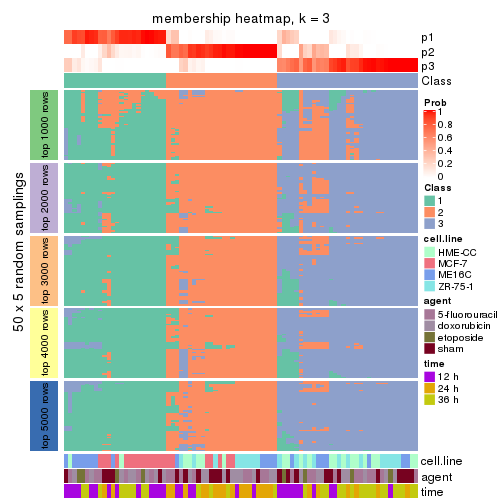 membership heatmap, k = 3
p1
p2
p3
Class
50 x 5 random samplings
top 1000 rows
top 2000 rows
top 3000 rows
top 4000 rows
top 5000 rows
cell.line
agent
time
Prob
1
0.8
0.6
0.4
0.2
0
Class
1
2
3
cell.line
HME-CC
MCF-7
ME16C
ZR-75-1
agent
5-fluorouracil
doxorubicin
etoposide
sham
time
12 h
24 h
36 h